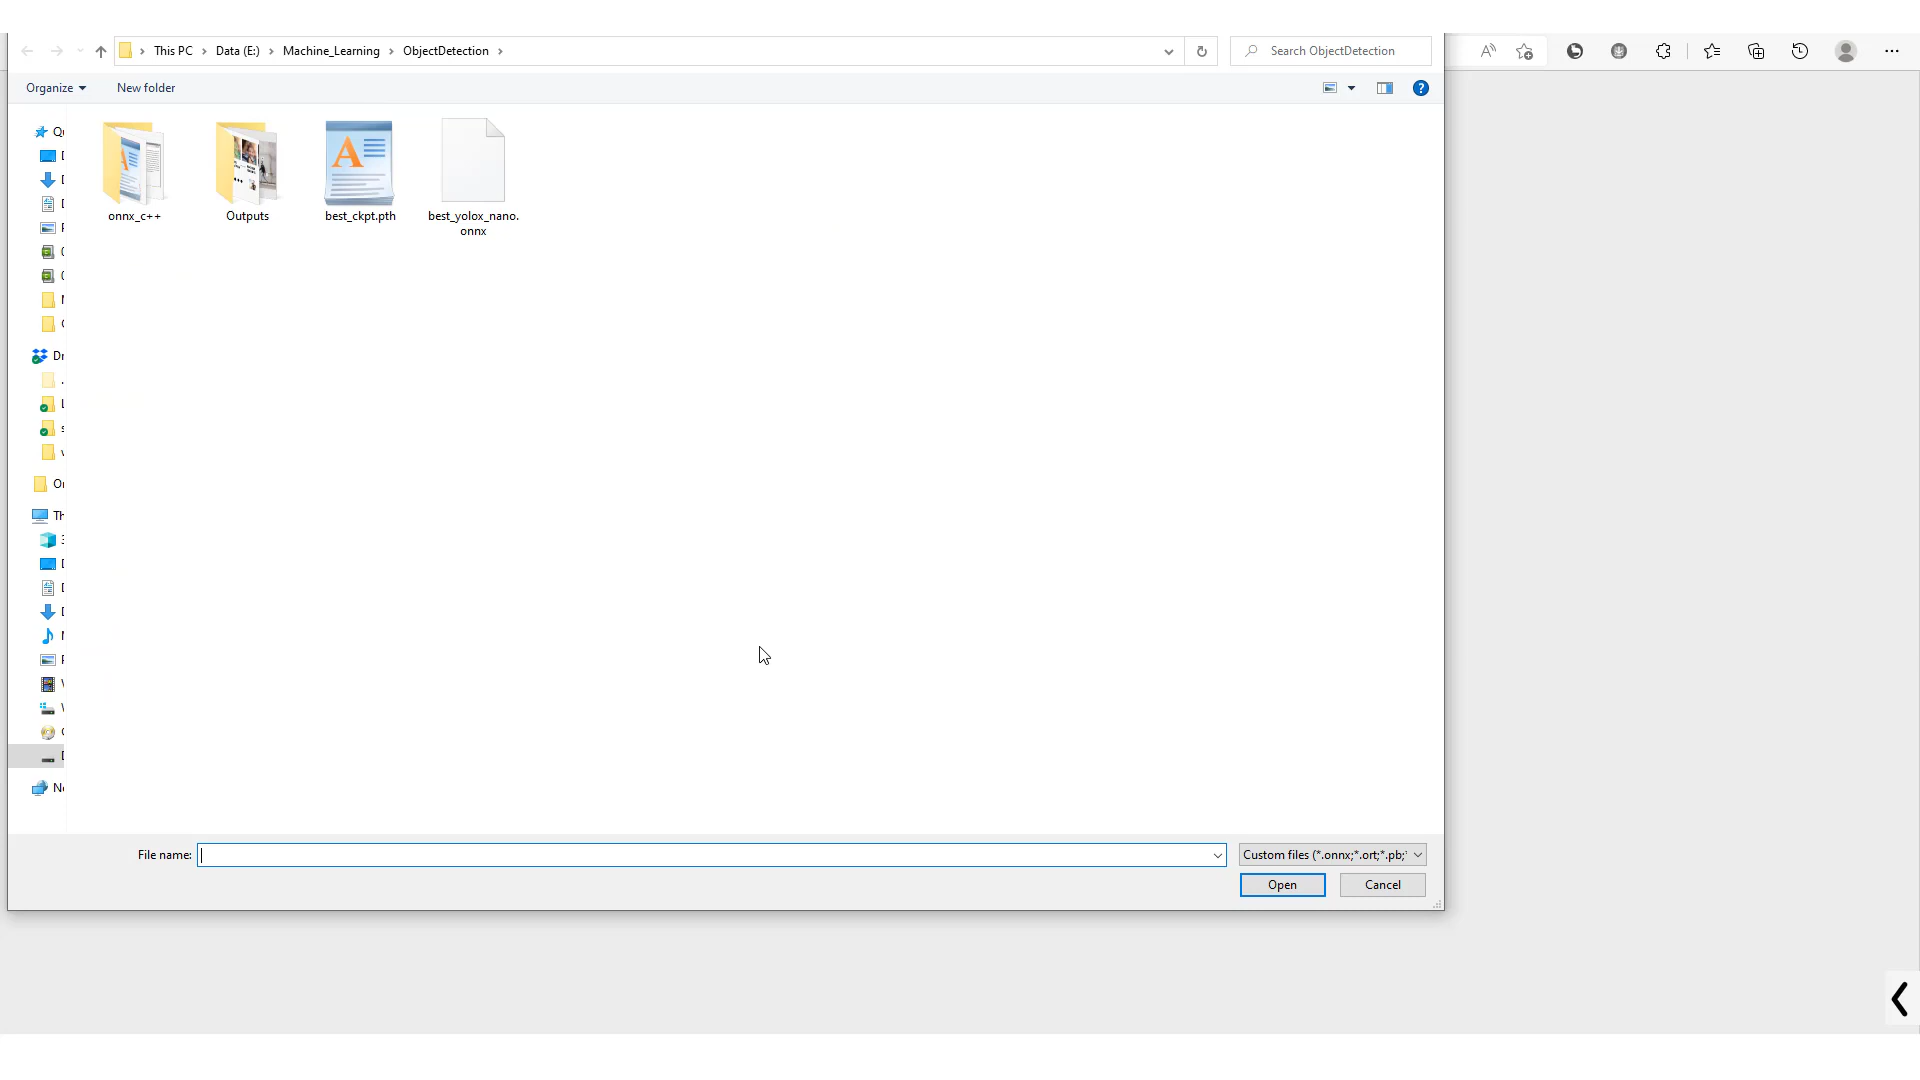 This PC > Data (E:) > Machine_Learning > ObjectDetection >
Search ObjectDetection
Organize
New folder
onnx_c++
Outputs
best_ckpt.pth
best_yolox_nano.
onnx
File name:
Custom files (*.onnx;*.ort;*.pb;
Open
Cancel